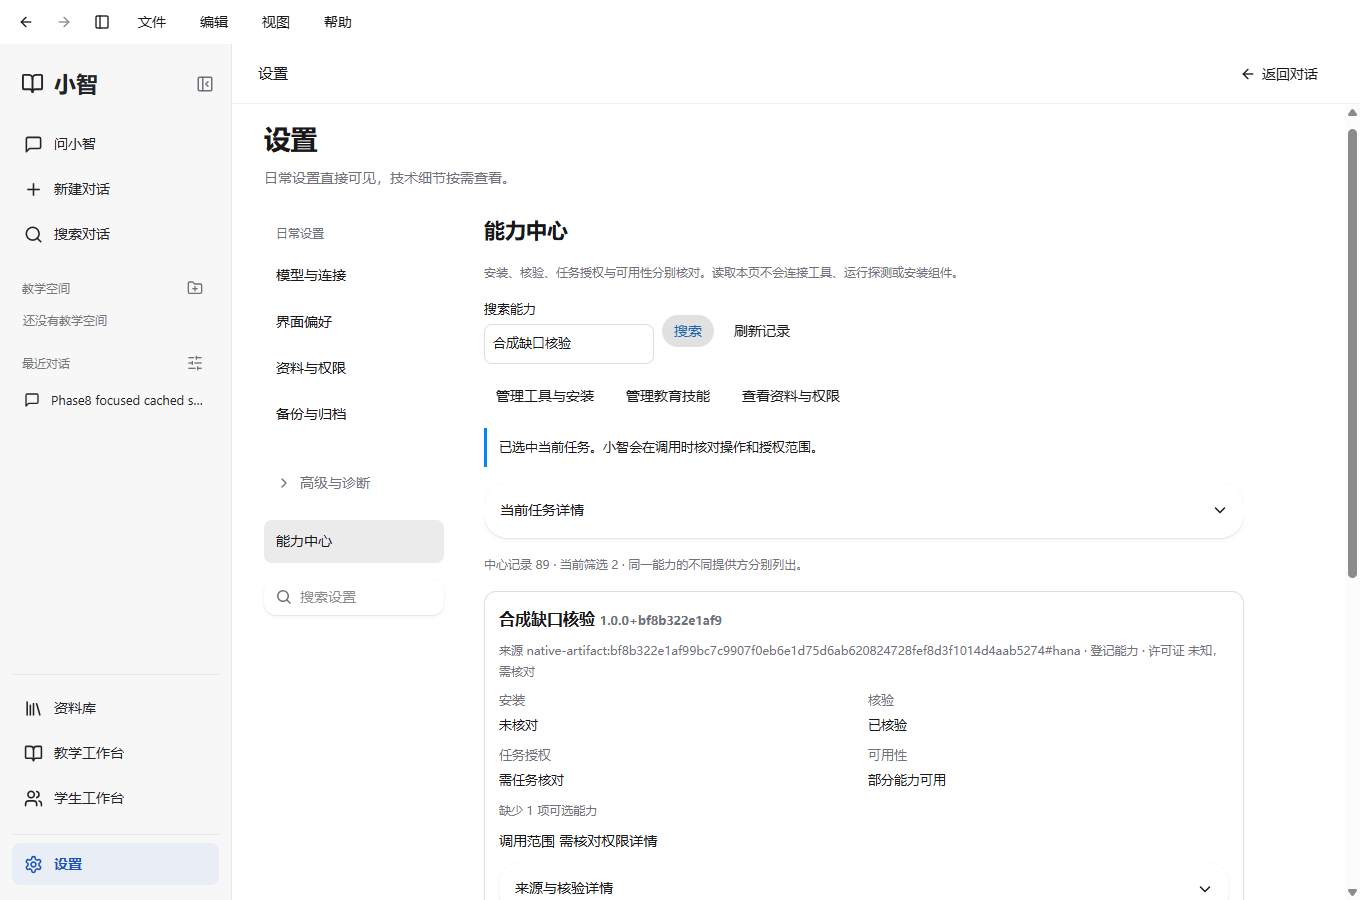 文件
编辑
视图
帮助
小智
问小智
新建对话
搜索对话
教学空间
还没有教学空间
最近对话
Phase8 focused cached s...
资料库
教学工作台
学生工作台
设置
设置
返回对话
设置
日常设置直接可见，技术细节按需查看。
日常设置
模型与连接
界面偏好
资料与权限
备份与归档
高级与诊断
能力中心
搜索设置
能力中心
安装、核验、任务授权与可用性分别核对。读取本页不会连接工具、运行探测或安装组件。
搜索能力
合成缺口核验
搜索
刷新记录
管理工具与安装
管理教育技能
查看资料与权限
已选中当前任务。小智会在调用时核对操作和授权范围。
当前任务详情
中心记录 89 · 当前筛选 2 · 同一能力的不同提供方分别列出。
合成缺口核验 1.0.0+bf8b322e1af9
来源 native-artifact:bf8b322e1af99bc7c9907f0eb6e1d75d6ab620824728fef8d3f1014d4aab5274#hana · 登记能力 · 许可证 未知，
需核对
安装
未核对
核验
已核验
任务授权
需任务核对
可用性
部分能力可用
缺少 1 项可选能力
调用范围 需核对权限详情
来源与核验详情